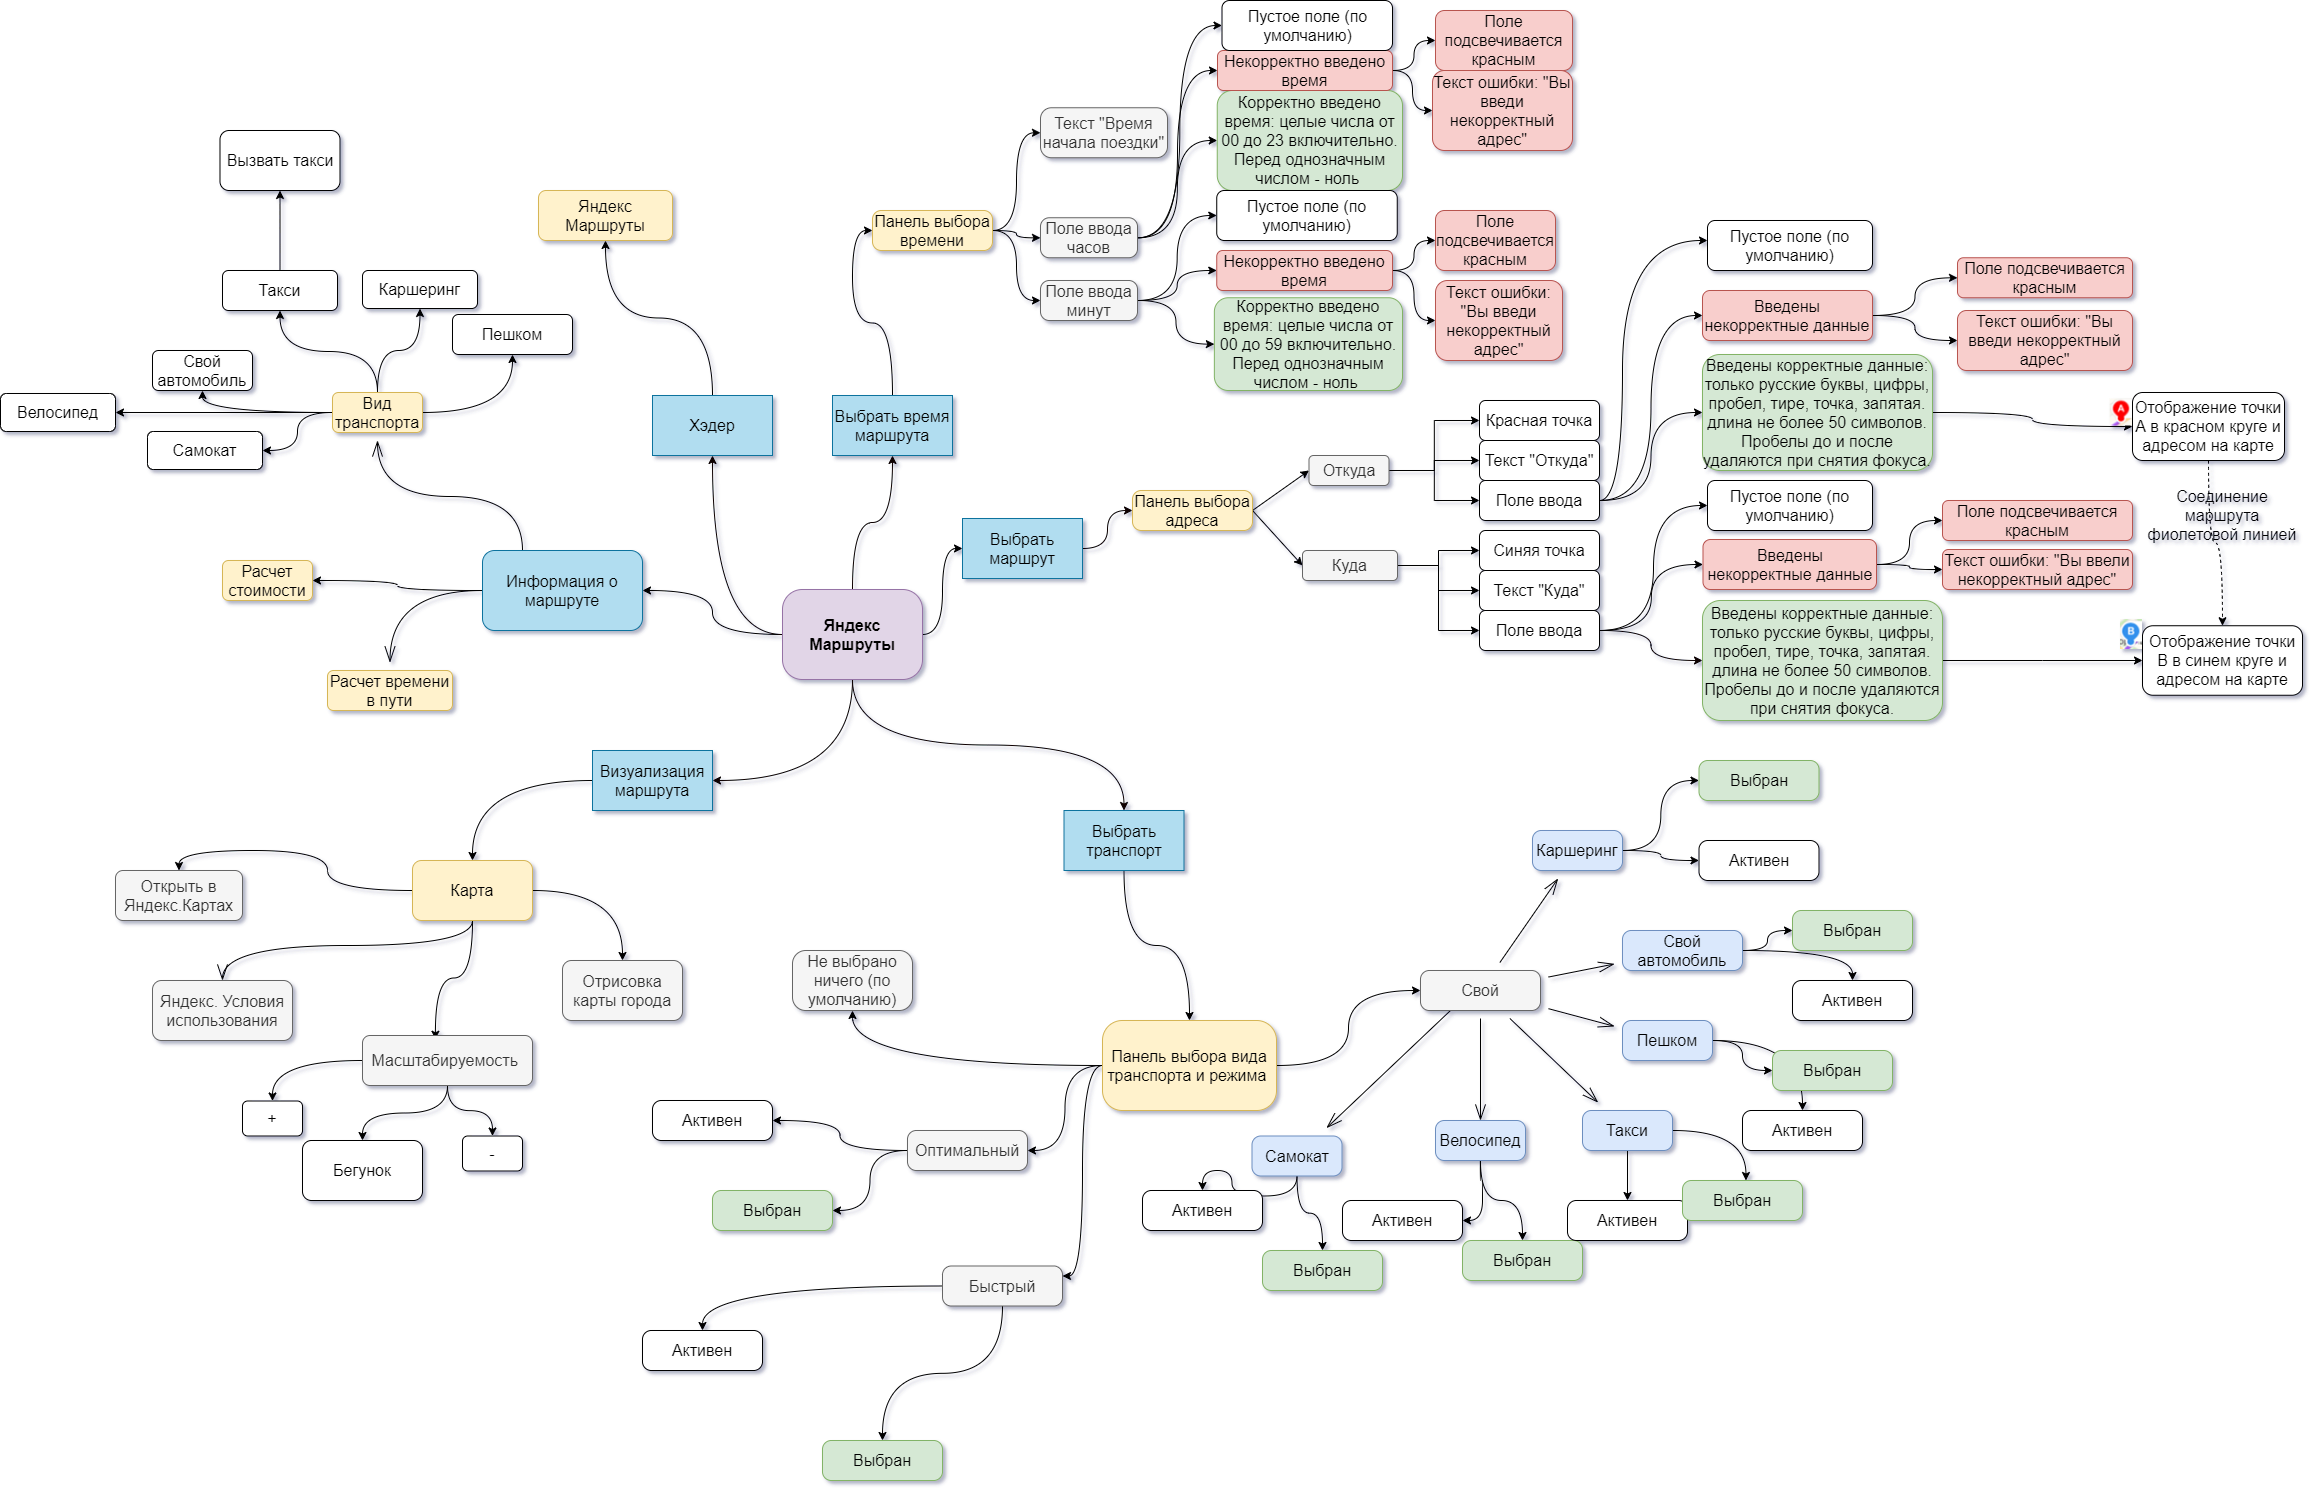 Пустое поле (по
умолчанию)
Некорректно введено
время
Корректно введено
время: целые числа от
00 до 23 включительно.
Перед однозначным
числом - ноль
Поле
подсвечивается
красным
Текст ошибки: "Вы
введи
некорректный
адрес"
Текст "Время
начала поездки"
Панель выбора
времени
Поле ввода
часов
Поле ввода
минут
Пустое поле (по
умолчанию)
Некорректно введено
время
Корректно введено
время: целые числа от
00 до 59 включительно.
Перед однозначным
числом - ноль
Поле
подсвечивается
красным
Текст ошибки:
"Вы введи
некорректный
адрес"
Вызвать такси
Такси
Каршеринг
Пешком
Свой
автомобиль
Велосипед
Вид
транспорта
Самокат
Яндекс
Маршруты
Хэдер
Выбрать время
маршрута
Расчет
стоимости
Информация о
маршруте
Расчет времени
в пути
Яндекс
Маршруты
Выбрать
маршрут
Панель выбора
адреса
Откуда
Куда
Красная точка
Текст "Откуда"
Поле ввода
Синяя точка
Текст "Куда"
Поле ввода
Пустое поле (по
умолчанию)
Введены
некорректные данные
Поле подсвечивается
красным
Текст ошибки: "Вы
введи некорректный
адрес"
Введены корректные данные:
только русские буквы, цифры,
пробел, тире, точка, запятая.
длина не более 50 символов.
Пробелы до и после
удаляются при снятия фокуса.
A
Отображение точки
А в красном круге и
адресом на карте
Соединение
маршрута
фиолетовой линией
Пустое поле (по
умолчанию)
Введены
некорректные данные
Поле подсвечивается
красным
Текст ошибки: "Вы ввели
некорректный адрес"
Введены корректные данные:
только русские буквы, цифры,
пробел, тире, точка, запятая.
длина не более 50 символов.
Пробелы до и после удаляются
при снятия фокуса.
B
Отображение точки
В в синем круге и
адресом на карте
Визуализация
маршрута
Карта
Открыть в
Яндекс.Картах
Яндекс. Условия
использования
Отрисовка
карты города
Масштабируемость
+
Бегунок
-
Выбрать
транспорт
Не выбрано
ничего (по
умолчанию)
Панель выбора вида
транспорта и режима
Оптимальный
Активен
Выбран
Быстрый
Активен
Выбран
Свой
Каршеринг
Выбран
Активен
Свой
автомобиль
Выбран
Активен
Пешком
Выбран
Активен
Такси
Активен
Выбран
Велосипед
Активен
Выбран
Самокат
Активен
Выбран